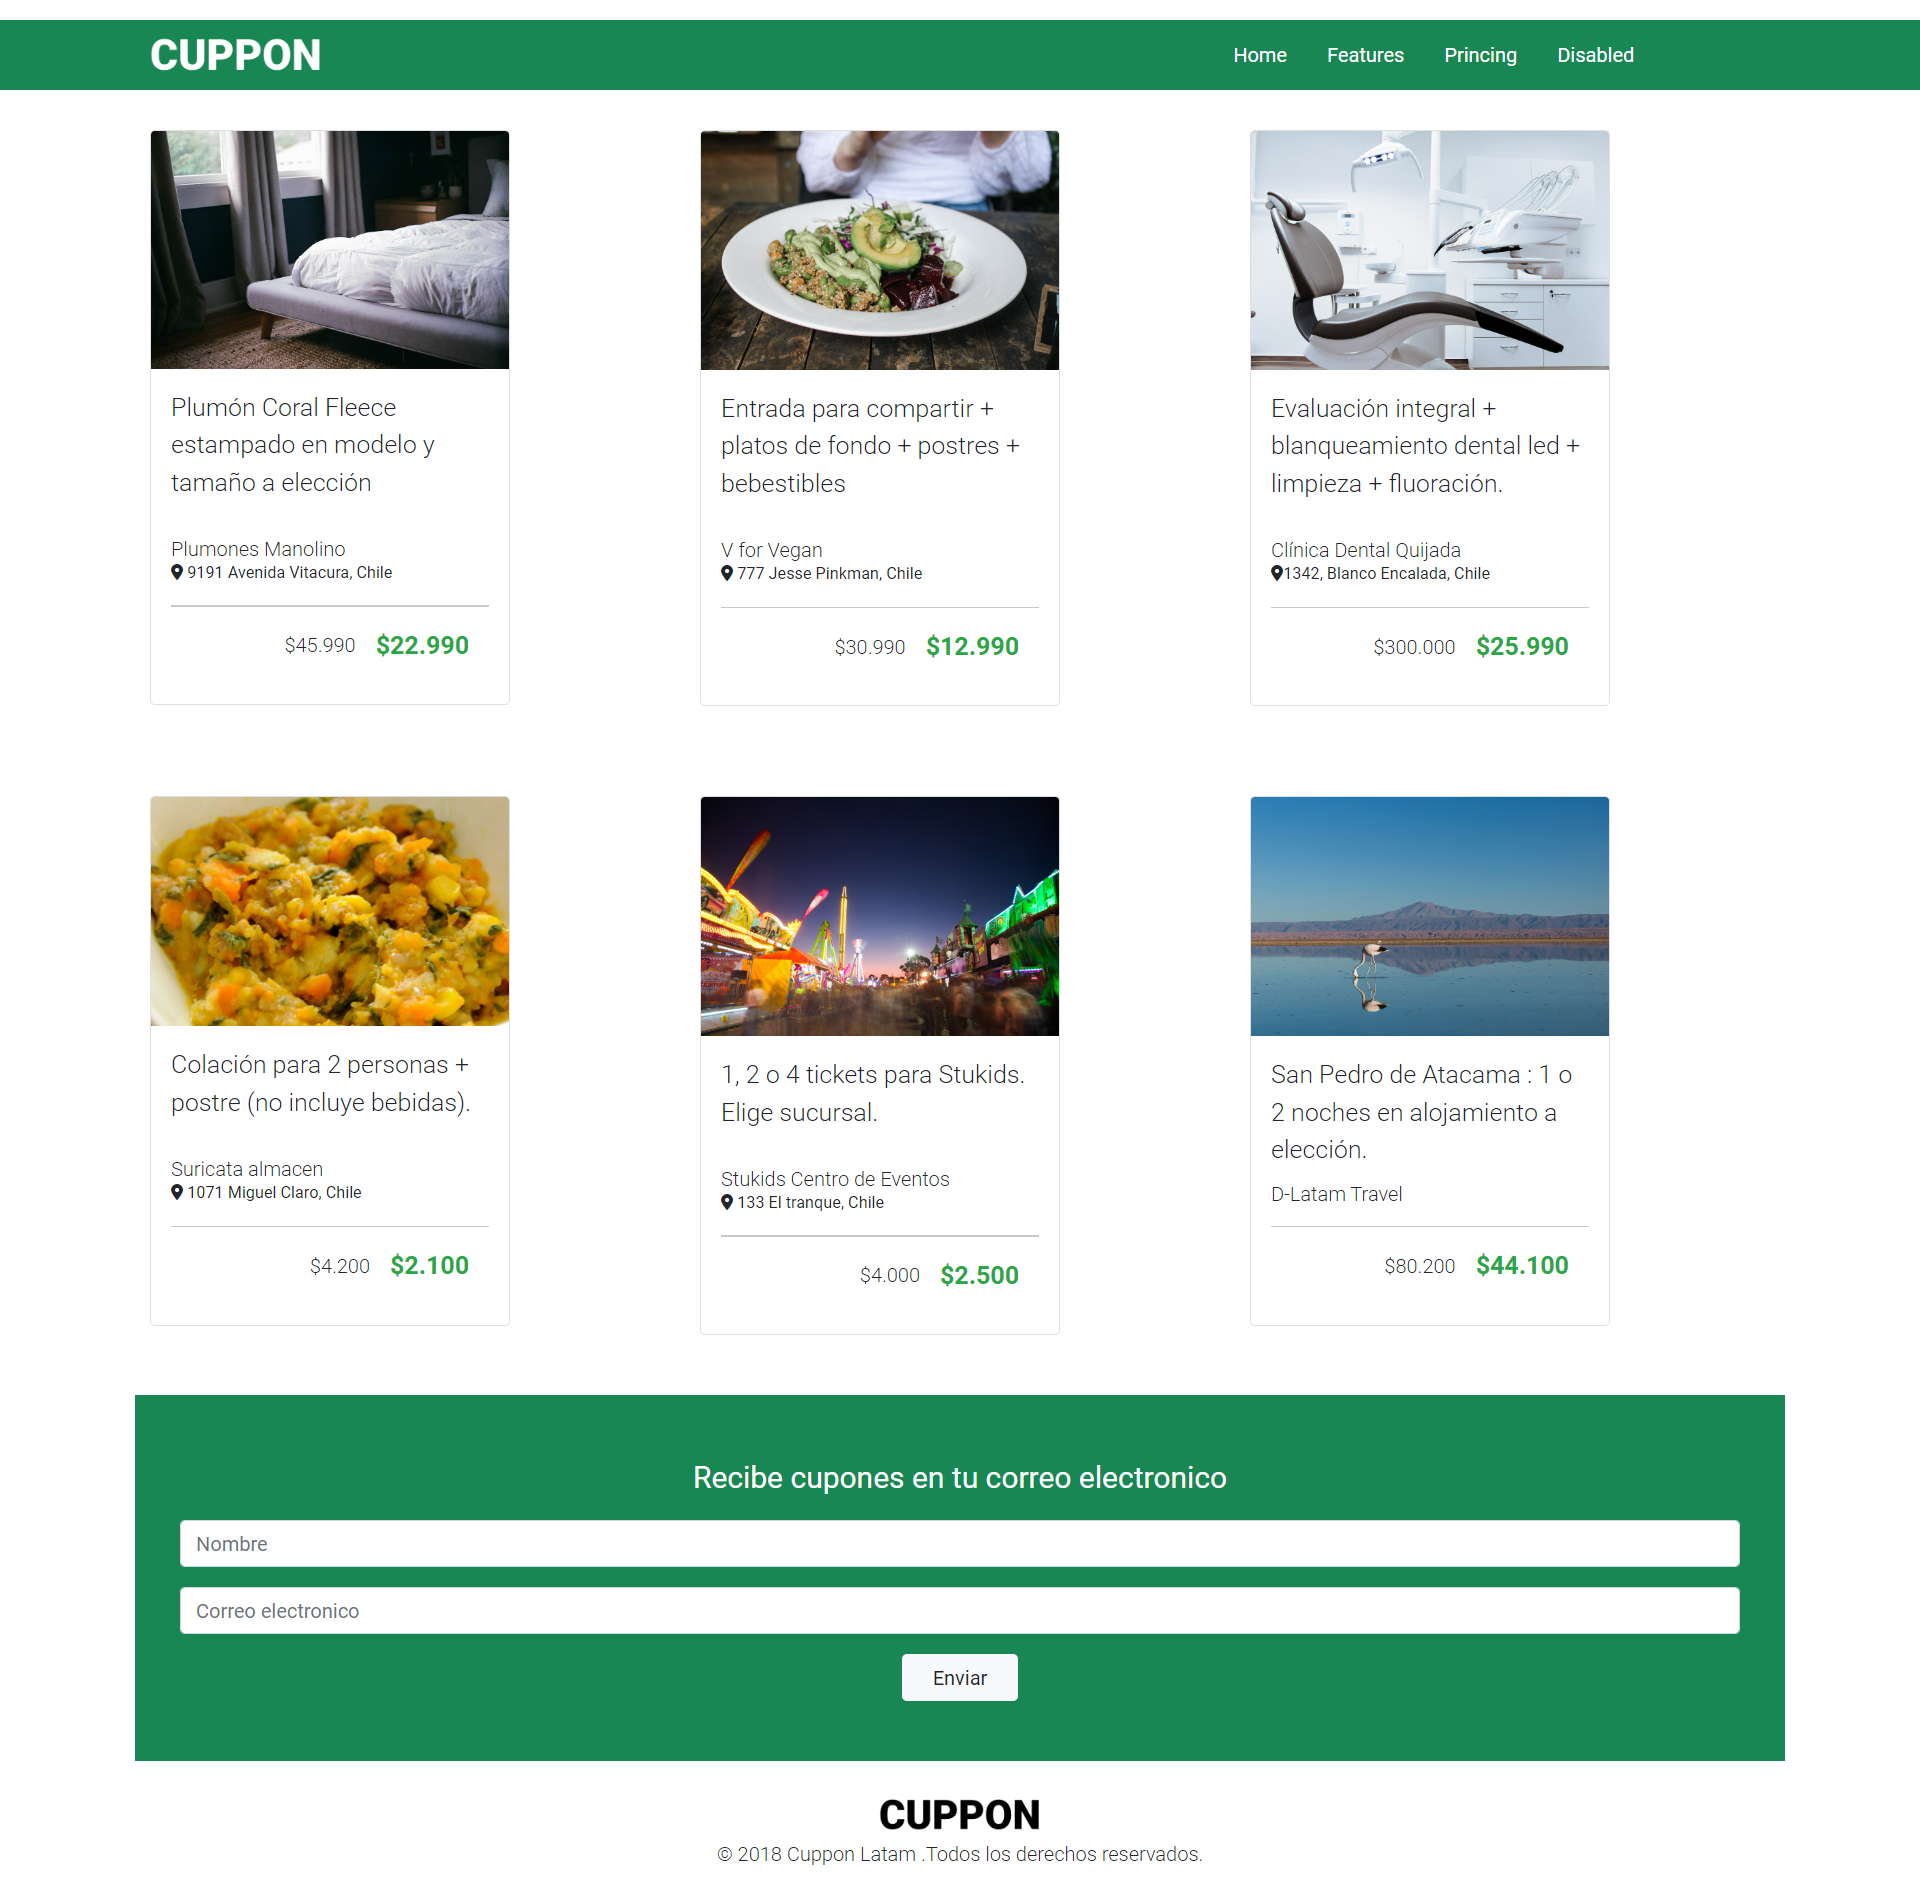 CUPPON
Home Features Princing Disabled
Plumón Coral Fleece
estampado en modelo y
tamaño a elección
Plumones Manolino
9191 Avenida Vitacura, Chile
$45.990 $22.990
Entrada para compartir +
platos de fondo + postres +
bebestibles
V for Vegan
777 Jesse Pinkman, Chile
$30.990 $12.990
Evaluación integral +
blanqueamiento dental led +
limpieza + fluoración.
Clínica Dental Quijada
1342, Blanco Encalada, Chile
$300.000 $25.990
Colación para 2 personas +
postre (no incluye bebidas).
Suricata almacen
1071 Miguel Claro, Chile
$4.200 $2.100
1, 2 o 4 tickets para Stukids.
Elige sucursal.
Stukids Centro de Eventos
133 El tranque, Chile
$4.000 $2.500
San Pedro de Atacama : 1 o
2 noches en alojamiento a
elección.
D-Latam Travel
$80.200 $44.100
Recibe cupones en tu correo electronico
Nombre
Correo electronico
Enviar
CUPPON
© 2018 Cuppon Latam .Todos los derechos reservados.